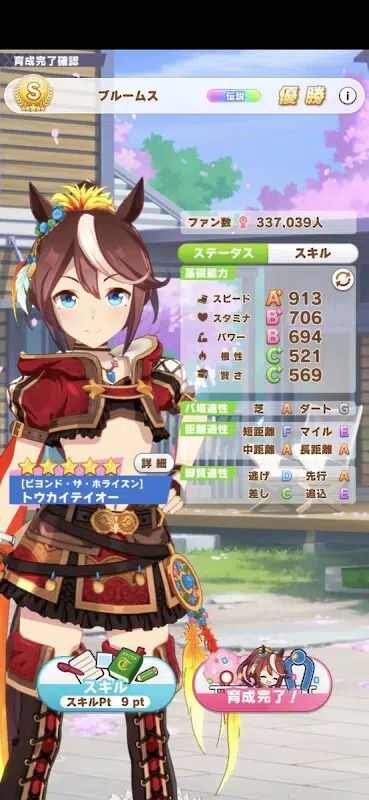 育成完了確認
S
ブルームス
伝説
優勝
i
ファン数 337,039人
ステータス スキル
基礎能力
スピード A+ 913
スタミナ B+ 706
パワー B 694
根性 C+ 521
賢さ C+ 569
バ場適性 芝 A ダート G
距離適性 短距離 F マイル E
中距離 A 長距離 A
脚質適性 逃げ D 先行 A
差し C 追込 E
詳細
[ビヨンド・ザ・ホライズン]
トウカイテイオー
スキル
スキルPt 9 pt
育成完了!